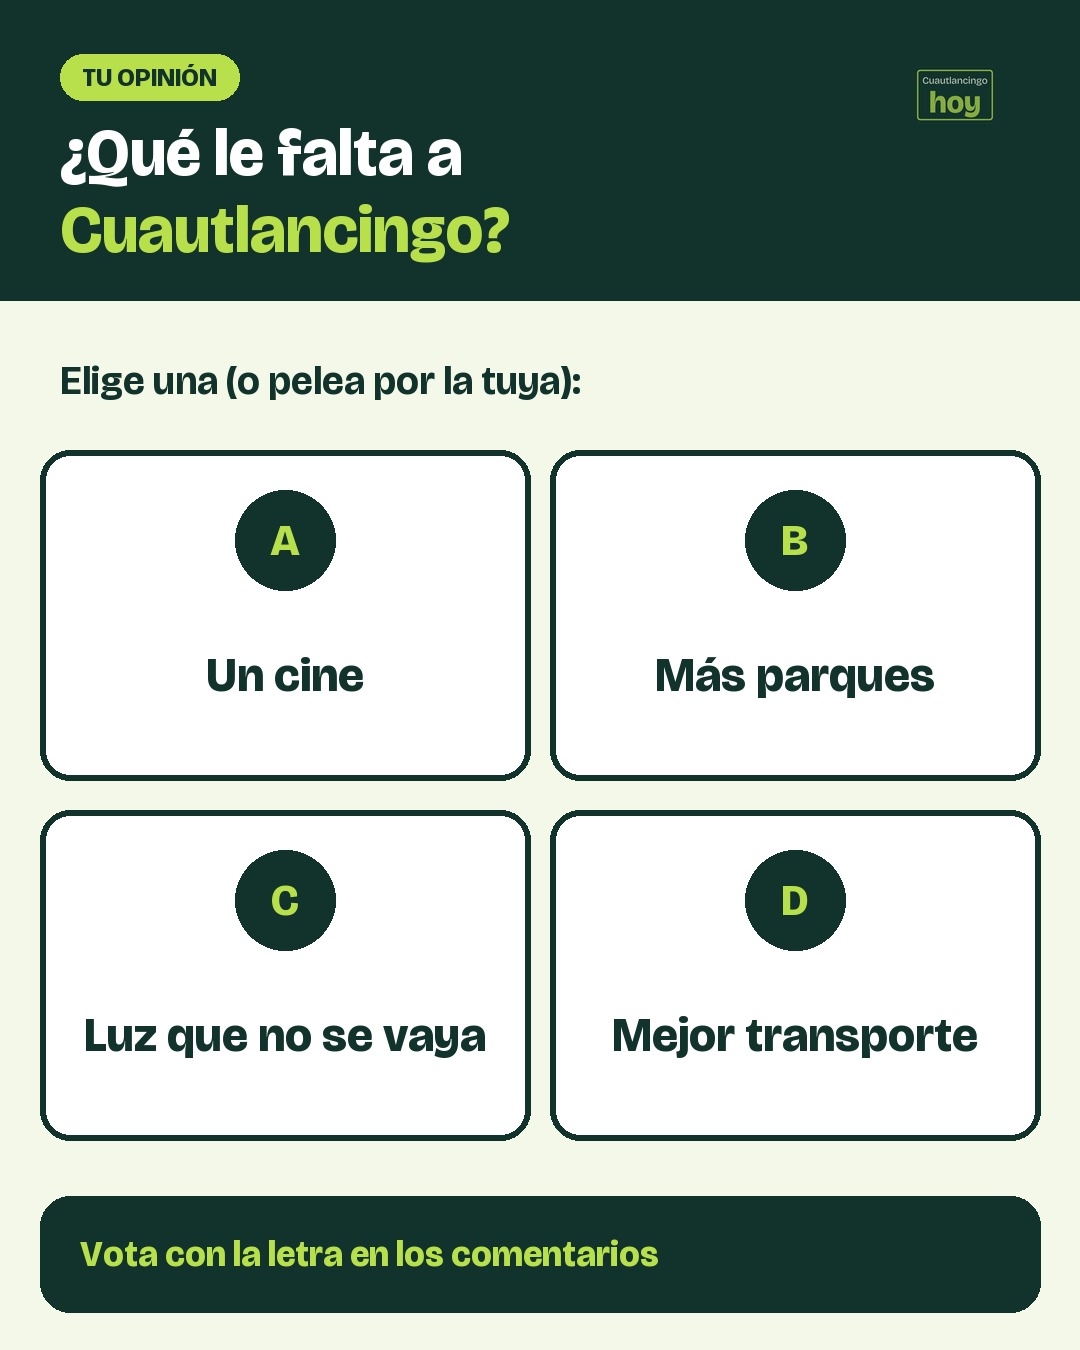 TU OPINIÓN
Cuautlancingo
hoy
¿Qué le falta a
Cuautlancingo?
Elige una (o pelea por la tuya):
A
Un cine
B
Más parques
C
Luz que no se vaya
D
Mejor transporte
Vota con la letra en los comentarios